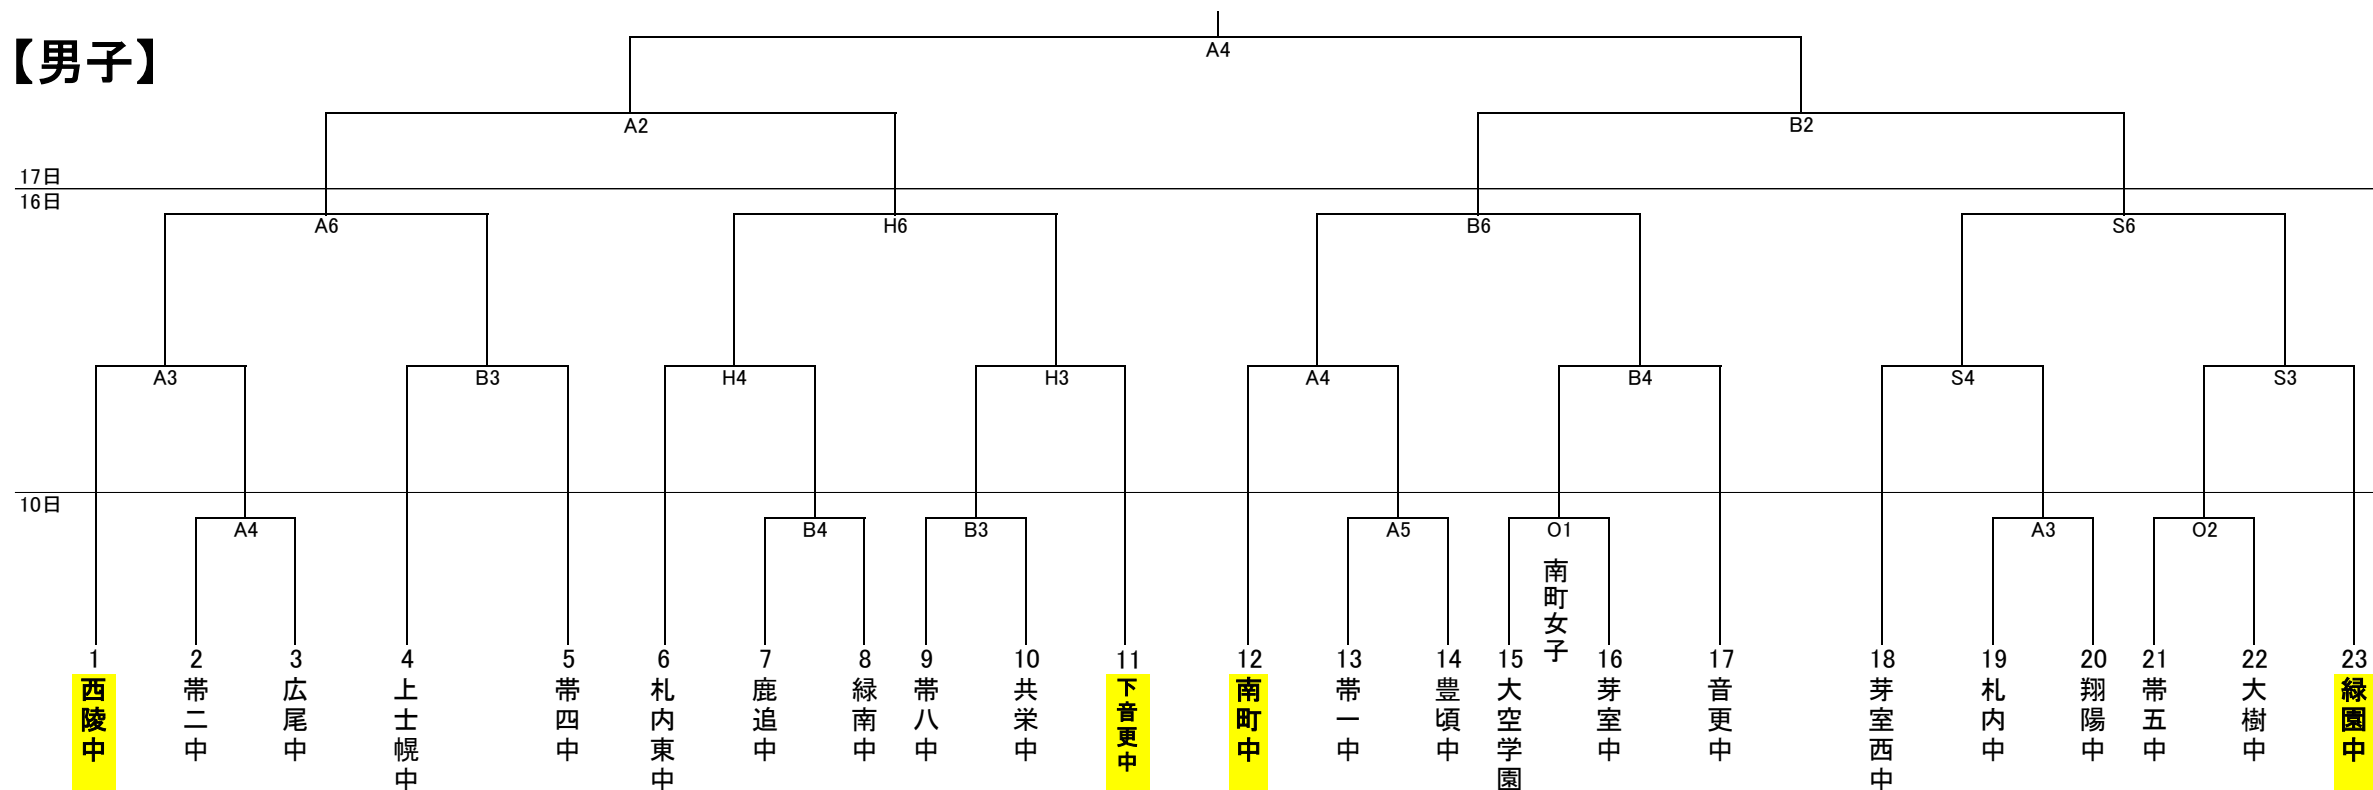 【男子】
A4
A2
B2
17日
16日
A6
H6
B6
S6
A3
B3
H4
H3
A4
B4
S4
S3
10日
A4
B4
B3
A5
O1
A3
O2
南町女子
1
2
3
4
5
6
7
8
9
10
11
12
13
14
15
16
17
18
19
20
21
22
23
西陵中
帯二中
広尾中
上士幌中
帯四中
札内東中
鹿追中
緑南中
帯八中
共栄中
下音更中
南町中
帯一中
豊頃中
大空学園
芽室中
音更中
芽室西中
札内中
翔陽中
帯五中
大樹中
緑園中